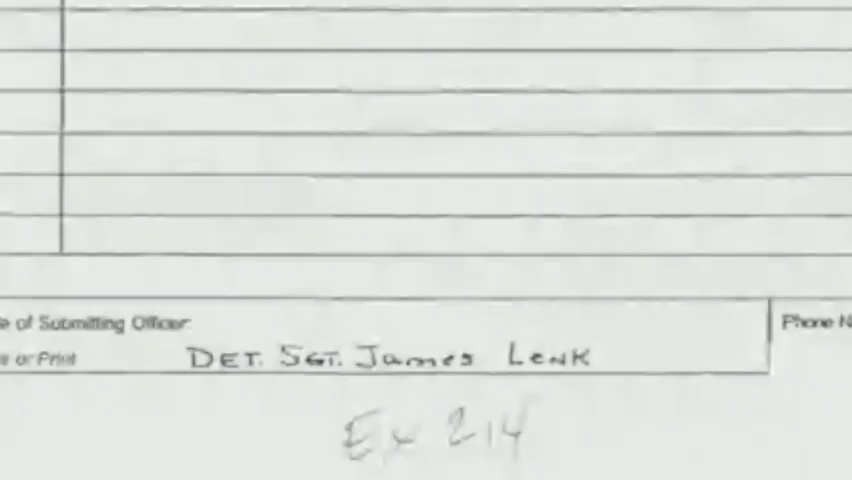 of Submitting Officer:
Phone N
or Print
DET. SGT. James LENK
Ex 214